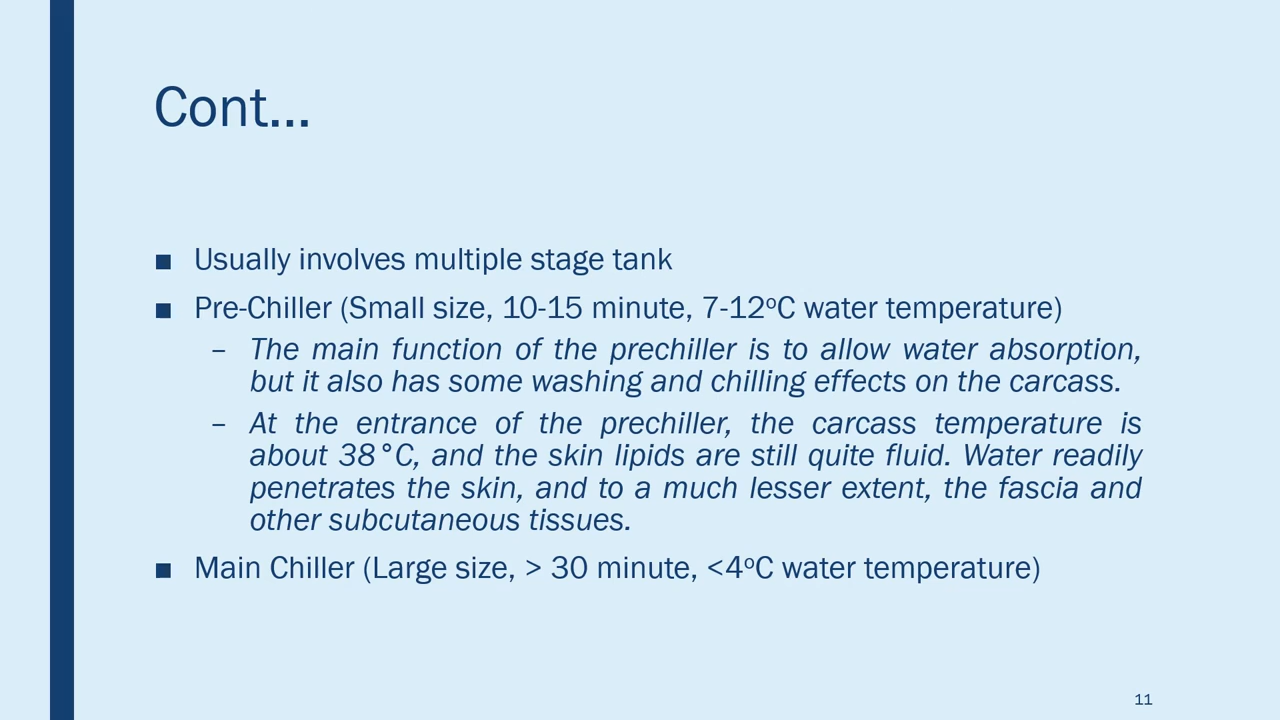 Cont...
▪ Usually involves multiple stage tank
▪ Pre-Chiller (Small size, 10-15 minute, 7-12ºC water temperature)
– The main function of the prechiller is to allow water absorption,
but it also has some washing and chilling effects on the carcass.
– At the entrance of the prechiller, the carcass temperature is
about 38°C, and the skin lipids are still quite fluid. Water readily
penetrates the skin, and to a much lesser extent, the fascia and
other subcutaneous tissues.
▪ Main Chiller (Large size, > 30 minute, <4ºC water temperature)
11